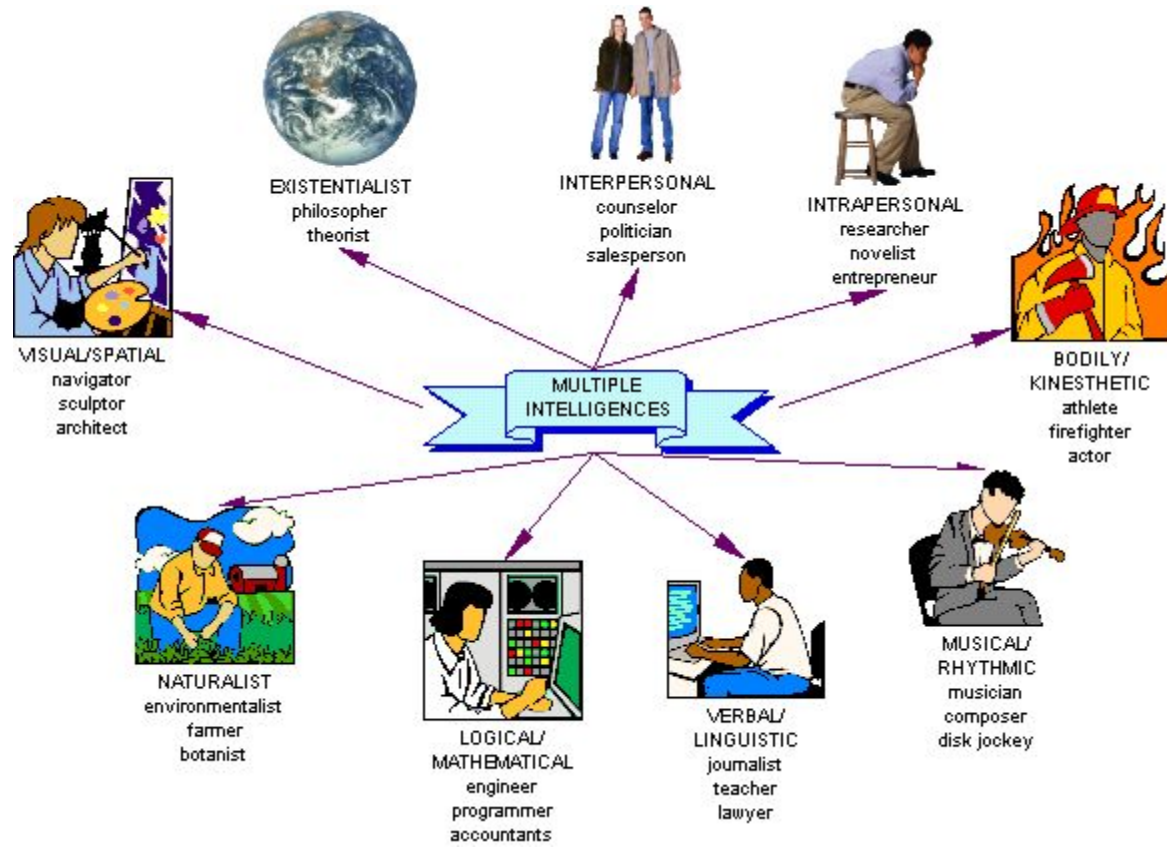 EXISTENTIALIST
philosopher
theorist
INTERPERSONAL
counselor
politician
salesperson
INTRAPERSONAL
researcher
novelist
entrepreneur
VISUAL/SPATIAL
navigator
sculptor
architect
MULTIPLE
INTELLIGENCES
BODILY/
KINESTHETIC
athlete
firefighter
actor
NATURALIST
environmentalist
farmer
botanist
LOGICAL/
MATHEMATICAL
engineer
programmer
accountants
VERBAL/
LINGUISTIC
journalist
teacher
lawyer
MUSICAL/
RHYTHMIC
musician
composer
disk jockey